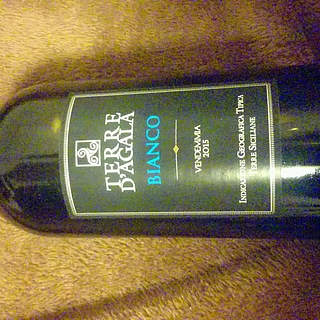 TERRE
D'AGALA
BIANCO
VENDEMMIA
2015
INDICAZIONE GEOGRAFICA TIPICA
TERRE SICILIANE